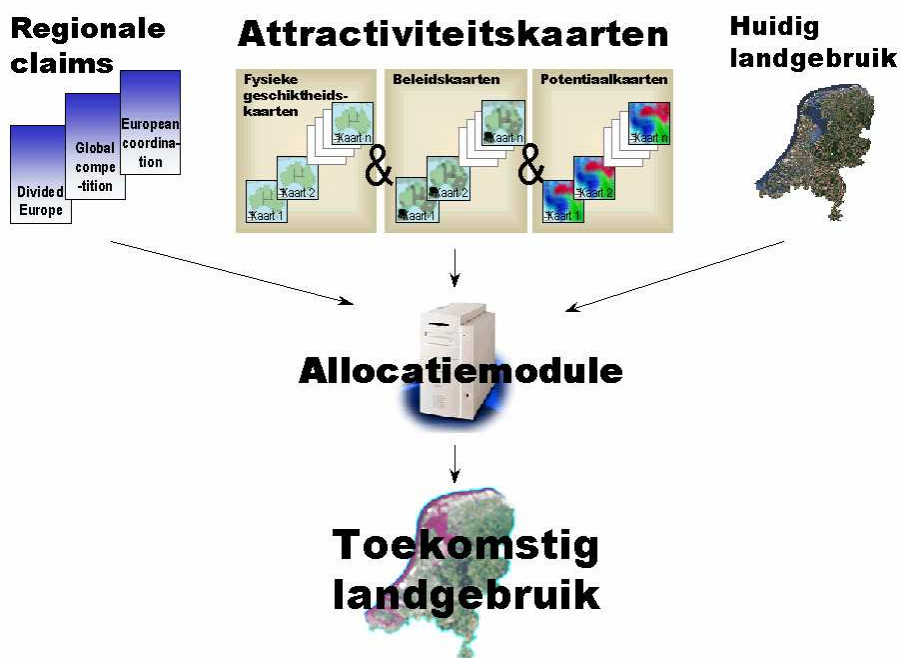 Regionale
claims
Attractiviteitskaarten
Huidig
landgebruik
Divided
Europe
Global
compe
-tition
European
coordina-
tion
Fysieke
geschiktheids-
kaarten
Kaart 1
Kaart 2
Kaart n
&
Beleidskaarten
Kaart 1
Kaart 2
Kaart n
&
Potentiaalkaarten
Kaart 1
Kaart 2
Kaart n
Allocatiemodule
Toekomstig
landgebruik